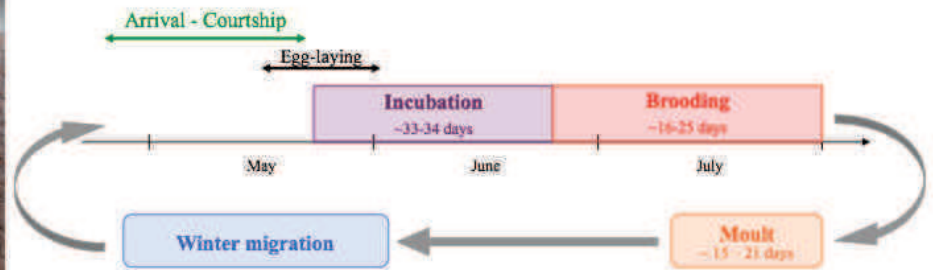 Arrival - Courtship
Egg-laying
Incubation
~33-34 days
Brooding
~16-25 days
May
June
July
Winter migration
Moult
~ 15 - 21 days